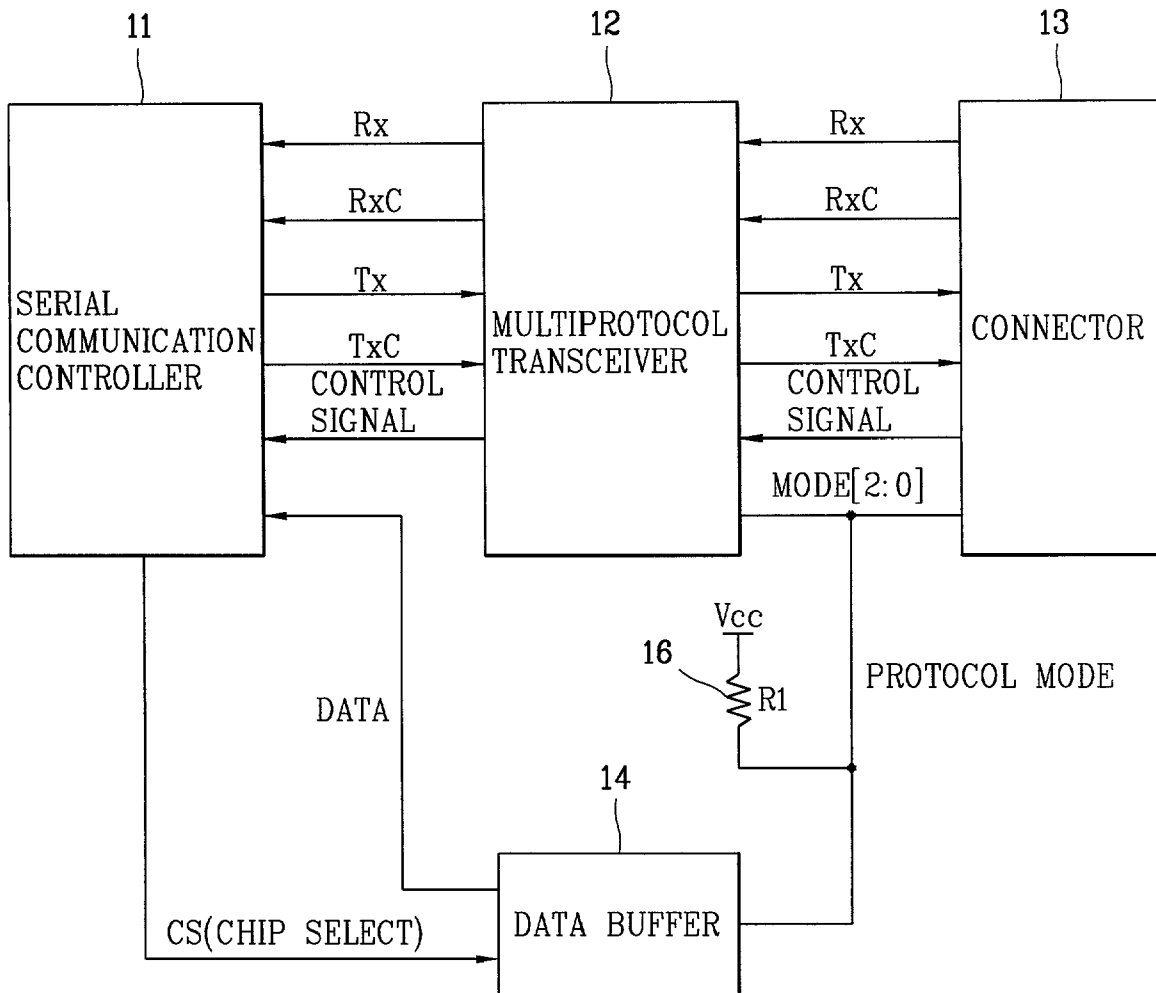 11
12
13
Rx
Rx
RxC
RxC
Tx
Tx
SERIAL
COMMUNICATION
CONTROLLER
MULTIPROTOCOL
TRANSCEIVER
CONNECTOR
TxC
TxC
CONTROL
SIGNAL
CONTROL
SIGNAL
MODE[2:0]
Vcc
16
R1
PROTOCOL MODE
DATA
14
DATA BUFFER
CS(CHIP SELECT)